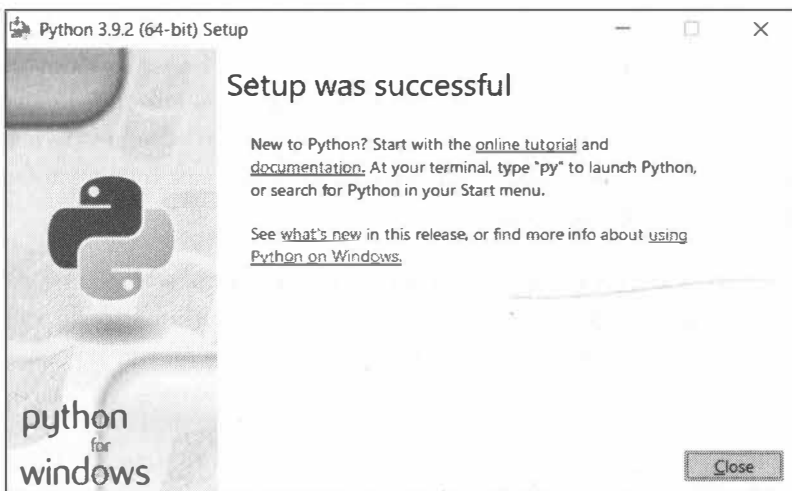 Python 3.9.2 (64-bit) Setup
Setup was successful
New to Python? Start with the online tutorial and
documentation. At your terminal, type "py" to launch Python,
or search for Python in your Start menu.
See what's new in this release, or find more info about using
Python on Windows.
python
for
windows
Close